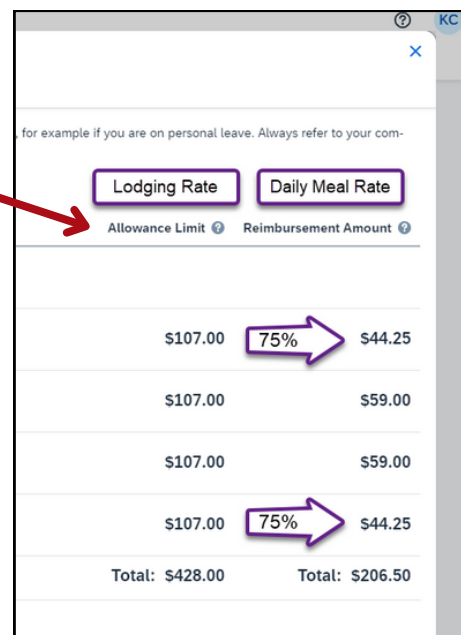 KC
, for example if you are on personal leave. Always refer to your com-
Lodging Rate Daily Meal Rate
Allowance Limit Reimbursement Amount
$107.00 75% $44.25
$107.00 $59.00
$107.00 $59.00
$107.00 75% $44.25
Total: $428.00 Total: $206.50